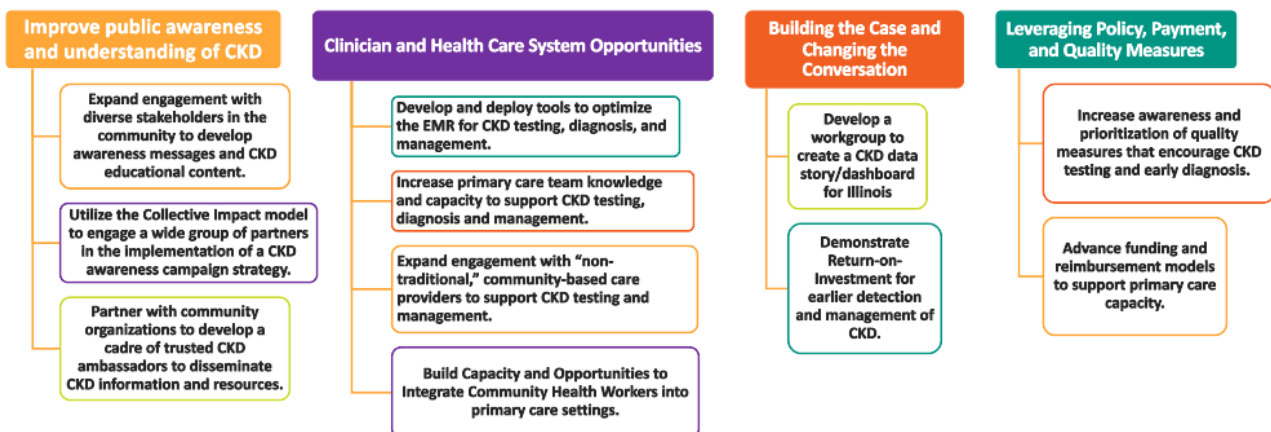 Improve public awareness
and understanding of CKD
Expand engagement with
diverse stakeholders in the
community to develop
awareness messages and CKD
educational content.
Utilize the Collective Impact model
to engage a wide group of partners
in the implementation of a CKD
awareness campaign strategy.
Partner with community
organizations to develop a
cadre of trusted CKD
ambassadors to disseminate
CKD information and resources.
Clinician and Health Care System Opportunities
Develop and deploy tools to optimize
the EMR for CKD testing, diagnosis, and
management.
Increase primary care team knowledge
and capacity to support CKD testing,
diagnosis and management.
Expand engagement with “non-
traditional,” community-based care
providers to support CKD testing and
management.
Build Capacity and Opportunities to
Integrate Community Health Workers into
primary care settings.
Building the Case and
Changing the
Conversation
Develop a
workgroup to
create a CKD data
story/dashboard
for Illinois
Demonstrate
Return-on-
Investment for
earlier detection
and management of
CKD.
Leveraging Policy, Payment,
and Quality Measures
Increase awareness and
prioritization of quality
measures that encourage CKD
testing and early diagnosis.
Advance funding and
reimbursement models
to support primary care
capacity.